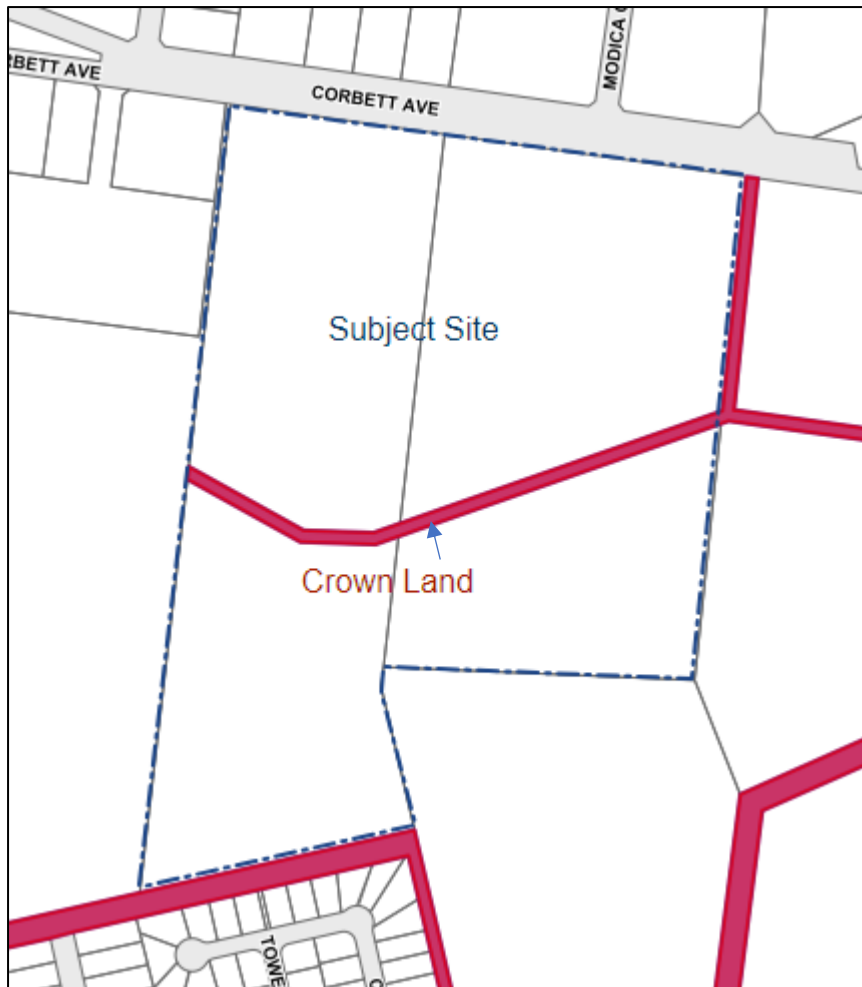 RBETT AVE
CORBETT AVE
MODICA C
Subject Site
Crown Land
TOWE
C